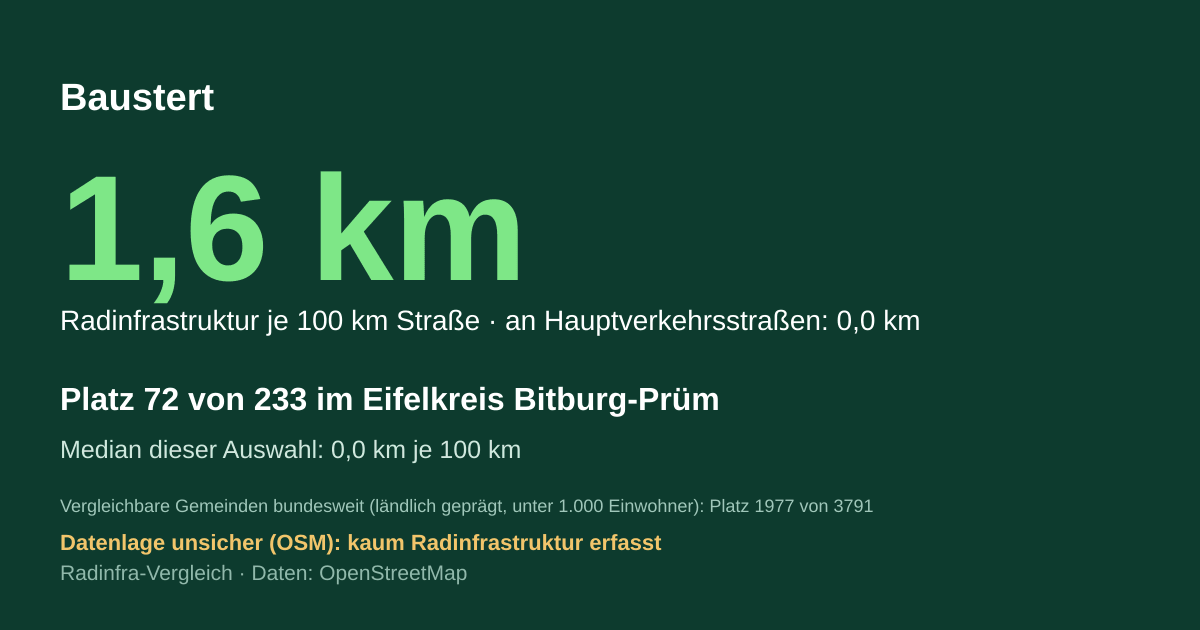 Baustert
1,6 km
Radinfrastruktur je 100 km Straße · an Hauptverkehrsstraßen: 0,0 km
Platz 72 von 233 im Eifelkreis Bitburg-Prüm
Median dieser Auswahl: 0,0 km je 100 km
Vergleichbare Gemeinden bundesweit (ländlich geprägt, unter 1.000 Einwohner): Platz 1977 von 3791
Datenlage unsicher (OSM): kaum Radinfrastruktur erfasst
Radinfra-Vergleich · Daten: OpenStreetMap